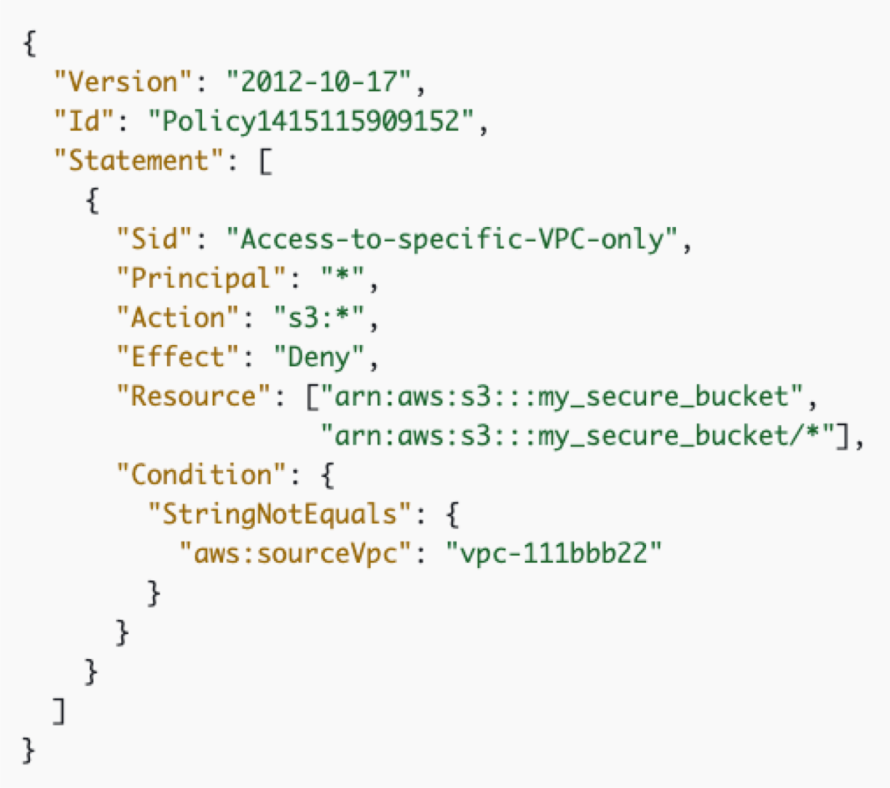 {
  "Version": "2012-10-17",
  "Id": "Policy1415115909152",
  "Statement": [
    {
      "Sid": "Access-to-specific-VPC-only",
      "Principal": "*",
      "Action": "s3:*",
      "Effect": "Deny",
      "Resource": ["arn:aws:s3:::my_secure_bucket",
                   "arn:aws:s3:::my_secure_bucket/*"],
      "Condition": {
        "StringNotEquals": {
          "aws:sourceVpc": "vpc-111bbb22"
        }
      }
    }
  ]
}